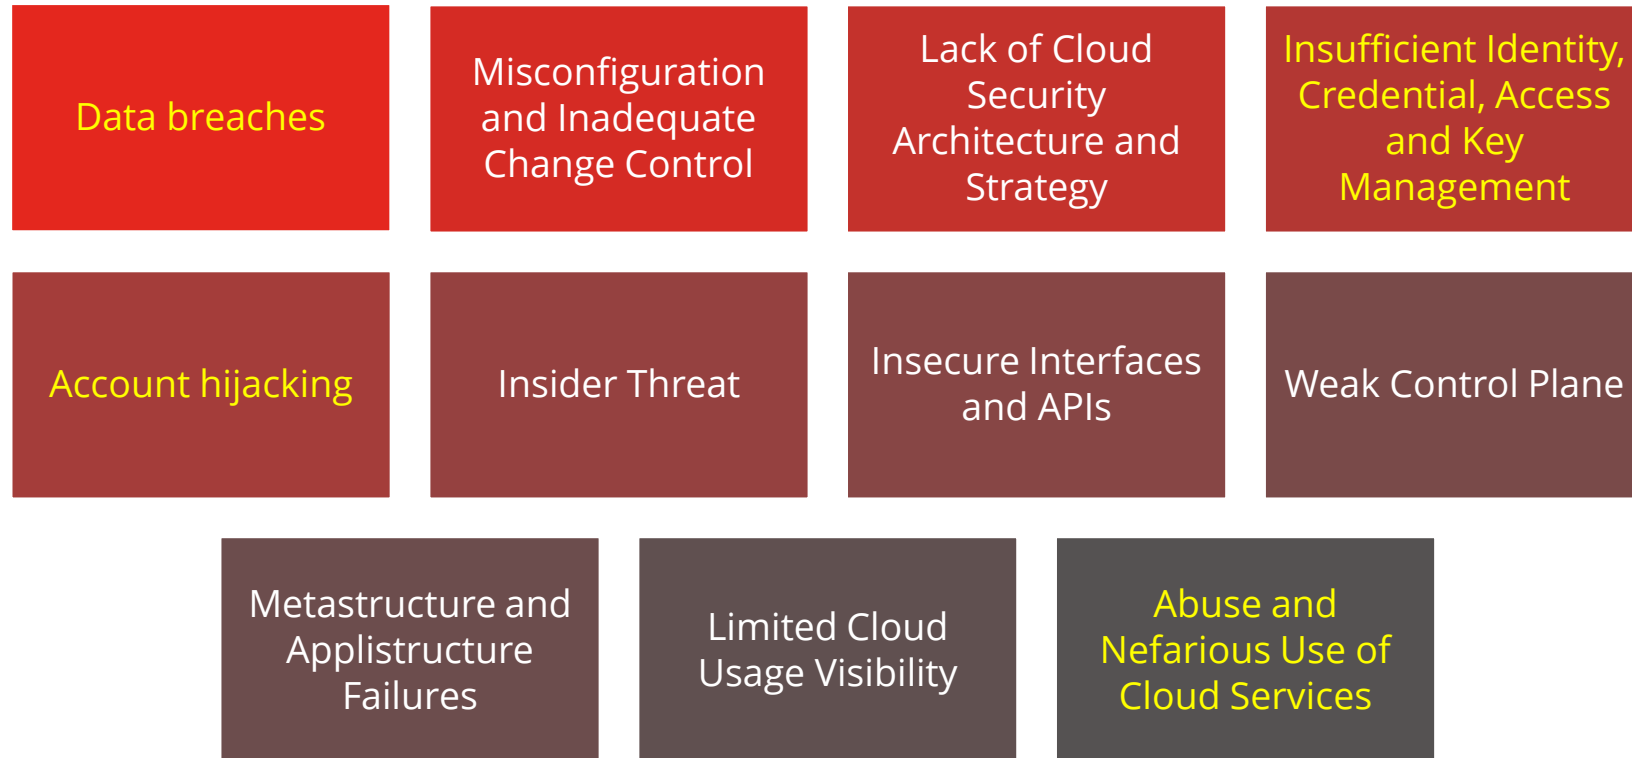 Data breaches
Misconfiguration
and Inadequate
Change Control
Lack of Cloud
Security
Architecture and
Strategy
Insufficient Identity,
Credential, Access
and Key
Management
Account hijacking
Insider Threat
Insecure Interfaces
and APIs
Weak Control Plane
Metastructure and
Applistructure
Failures
Limited Cloud
Usage Visibility
Abuse and
Nefarious Use of
Cloud Services